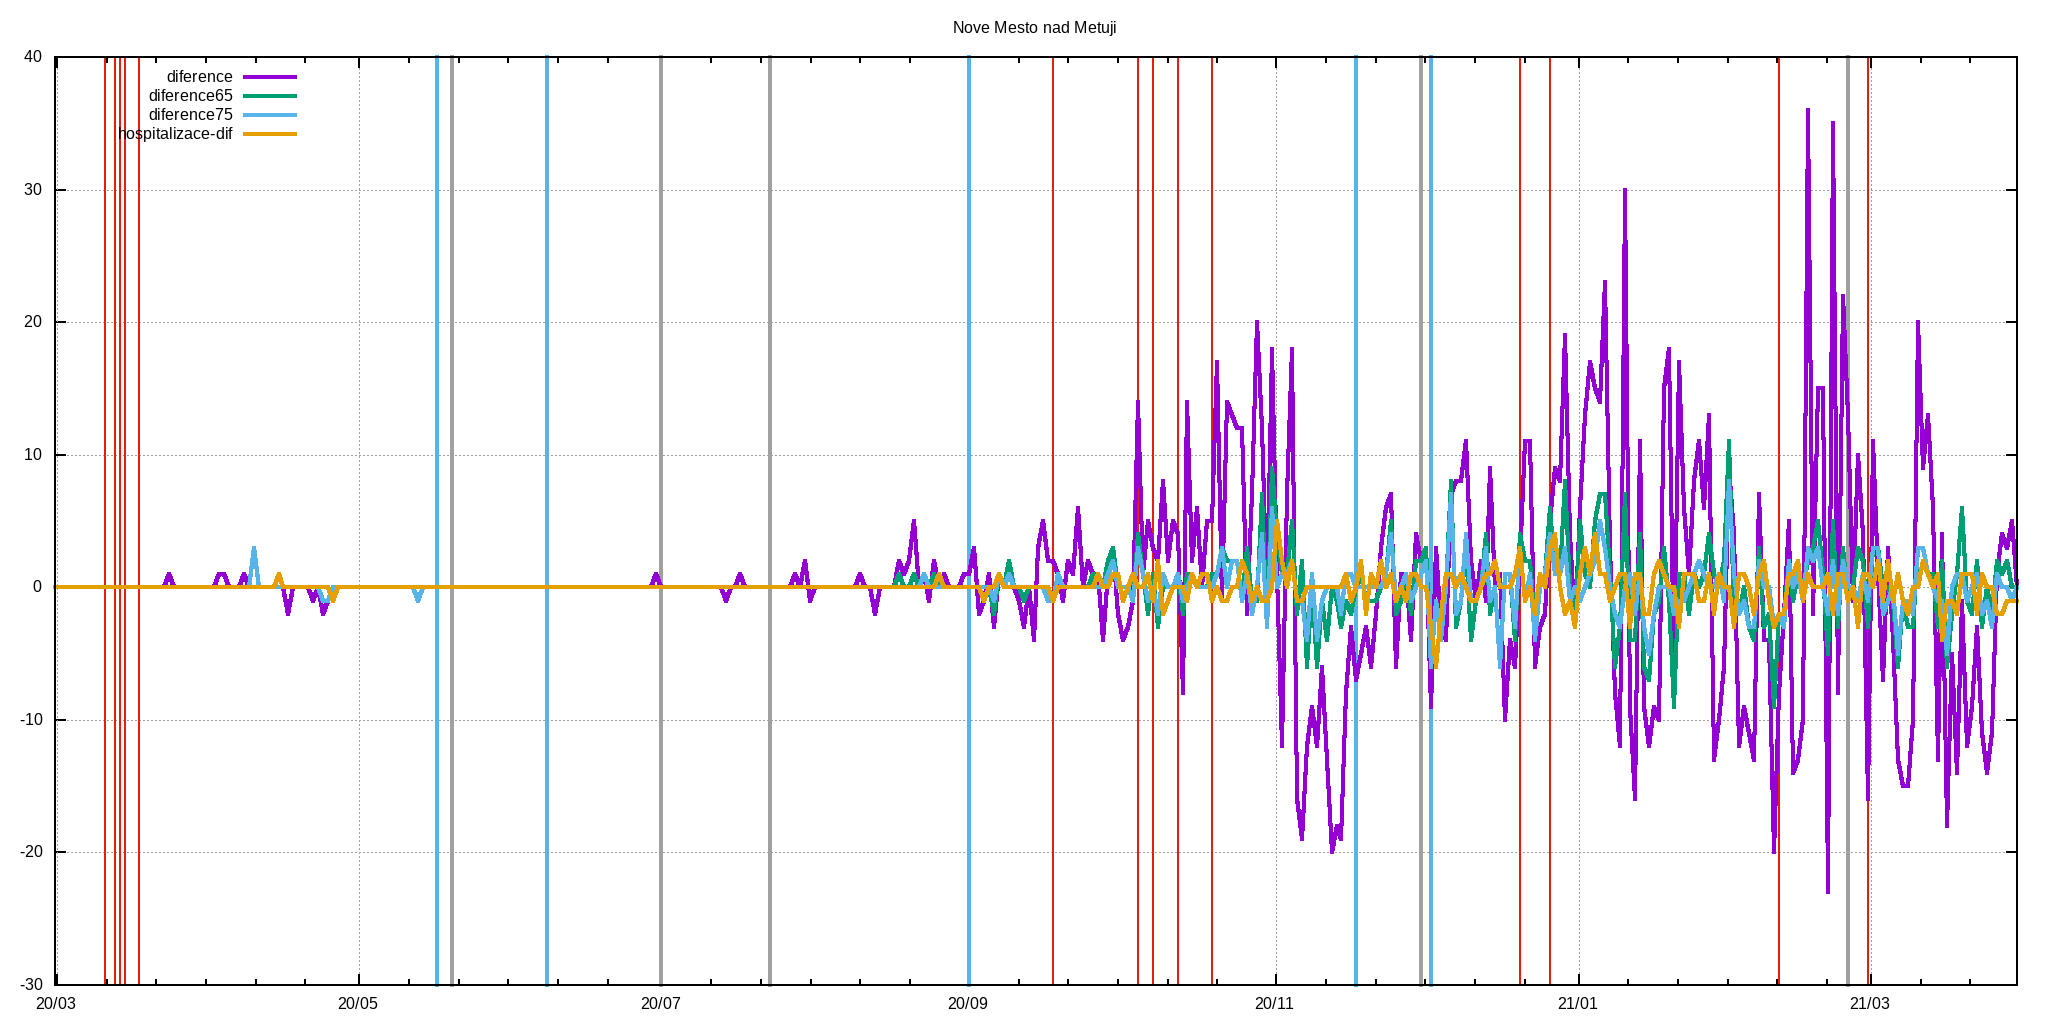 Nove Mesto nad Metuji
40
diference
diference65
diference75
hospitalizace-dif
30
20
10
0
-10
-20
-30
20/03 20/05 20/07 20/09 20/11 21/01 21/03